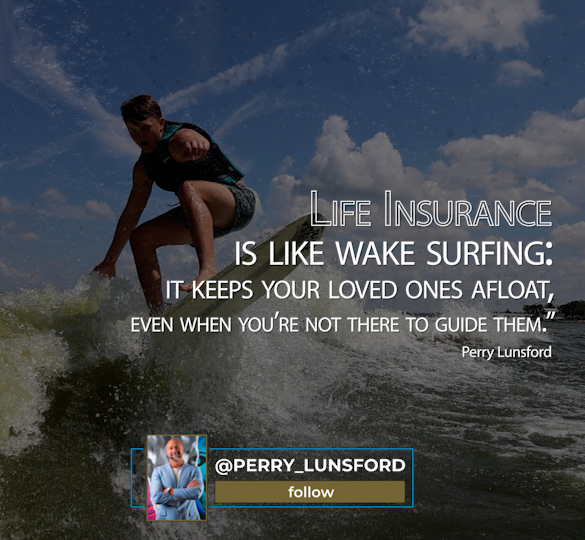 LIFE INSURANCE
IS LIKE WAKE SURFING:
IT KEEPS YOUR LOVED ONES AFLOAT,
EVEN WHEN YOU'RE NOT THERE TO GUIDE THEM.”
Perry Lunsford
@PERRY_LUNSFORD
follow